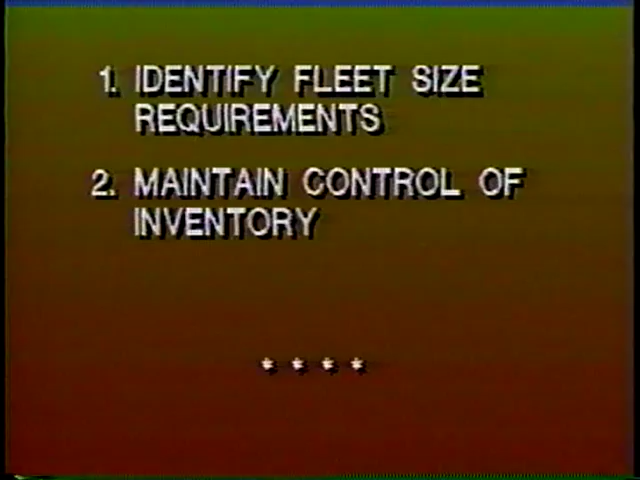 1. IDENTIFY FLEET SIZE
REQUIREMENTS
2. MAINTAIN CONTROL OF
INVENTORY
* * * *